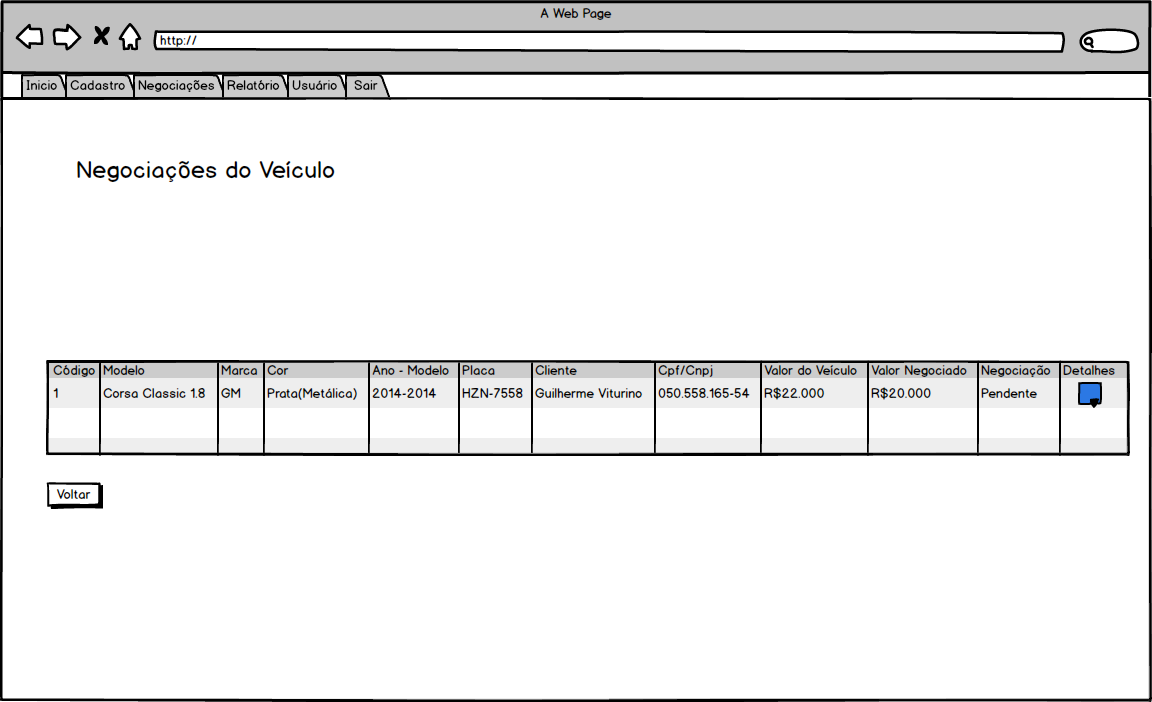 A Web Page
http://
Inicio Cadastro Negociações Relatório Usuário Sair
Negociações do Veículo
Código Modelo Marca Cor Ano - Modelo Placa Cliente Cpf/Cnpj Valor do Veículo Valor Negociado Negociação Detalhes
1 Corsa Classic 1.8 GM Prata(Metálica) 2014-2014 HZN-7558 Guilherme Viturino 050.558.165-54 R$22.000 R$20.000 Pendente
Voltar